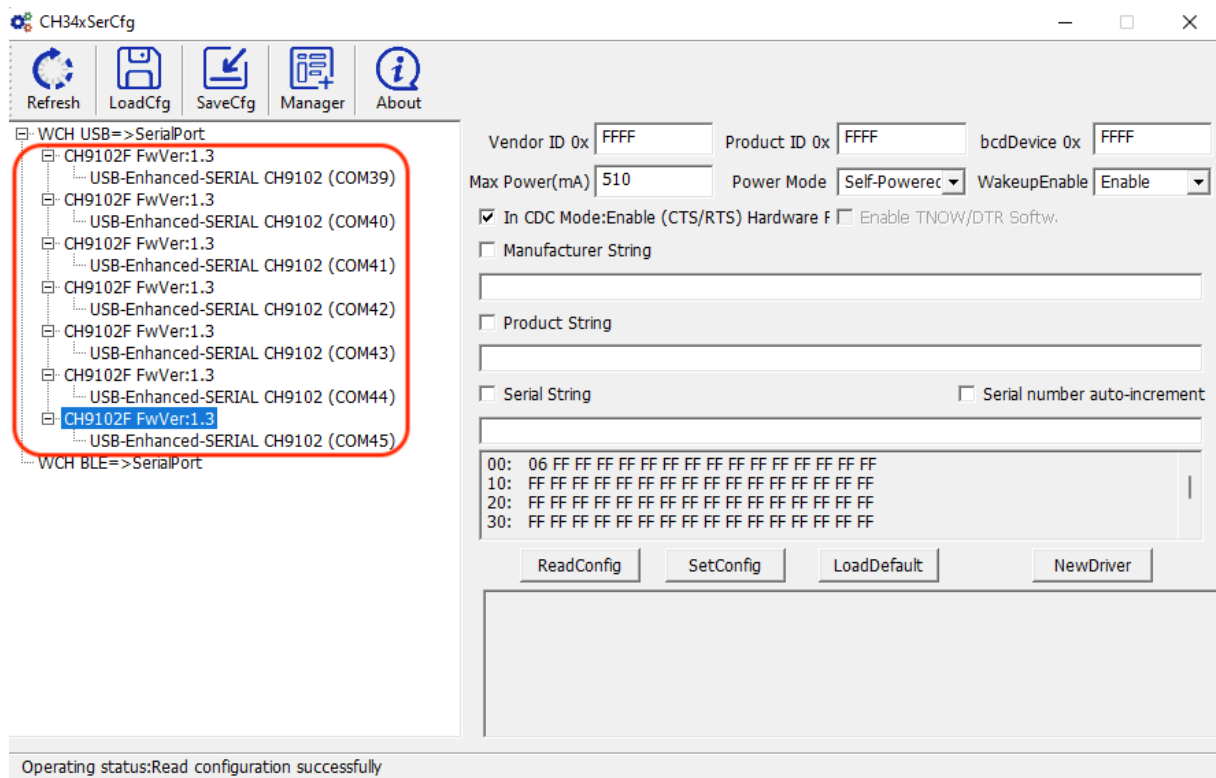 CH34xSerCfg
Refresh LoadCfg SaveCfg Manager About
WCH USB=>SerialPort
CH9102F FwVer:1.3
USB-Enhanced-SERIAL CH9102 (COM39)
CH9102F FwVer:1.3
USB-Enhanced-SERIAL CH9102 (COM40)
CH9102F FwVer:1.3
USB-Enhanced-SERIAL CH9102 (COM41)
CH9102F FwVer:1.3
USB-Enhanced-SERIAL CH9102 (COM42)
CH9102F FwVer:1.3
USB-Enhanced-SERIAL CH9102 (COM43)
CH9102F FwVer:1.3
USB-Enhanced-SERIAL CH9102 (COM44)
CH9102F FwVer:1.3
USB-Enhanced-SERIAL CH9102 (COM45)
WCH BLE=>SerialPort
Vendor ID 0x FFFF Product ID 0x FFFF bcdDevice 0x FFFF
Max Power(mA) 510 Power Mode Self-Powerec WakeupEnable Enable
In CDC Mode:Enable (CTS/RTS) Hardware F Enable TNOW/DTR Softw.
Manufacturer String
Product String
Serial String Serial number auto-increment
00: 06 FF FF FF FF FF FF FF FF FF FF FF FF FF FF FF
10: FF FF FF FF FF FF FF FF FF FF FF FF FF FF FF FF
20: FF FF FF FF FF FF FF FF FF FF FF FF FF FF FF FF
30: FF FF FF FF FF FF FF FF FF FF FF FF FF FF FF FF
ReadConfig SetConfig LoadDefault NewDriver
Operating status:Read configuration successfully